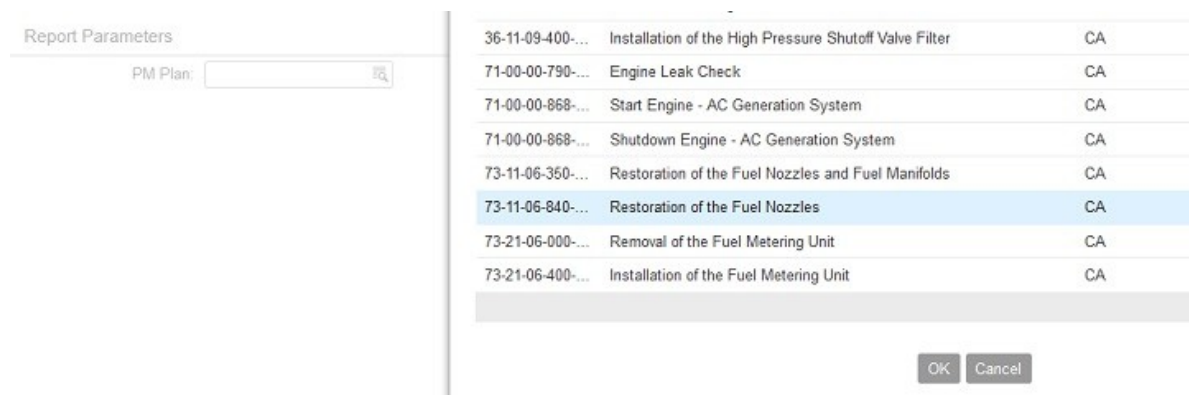 Report Parameters
PM Plan:
36-11-09-400-... Installation of the High Pressure Shutoff Valve Filter CA
71-00-00-790-... Engine Leak Check CA
71-00-00-868-... Start Engine - AC Generation System CA
71-00-00-868-... Shutdown Engine - AC Generation System CA
73-11-06-350-... Restoration of the Fuel Nozzles and Fuel Manifolds CA
73-11-06-840-... Restoration of the Fuel Nozzles CA
73-21-06-000-... Removal of the Fuel Metering Unit CA
73-21-06-400-... Installation of the Fuel Metering Unit CA
OK Cancel